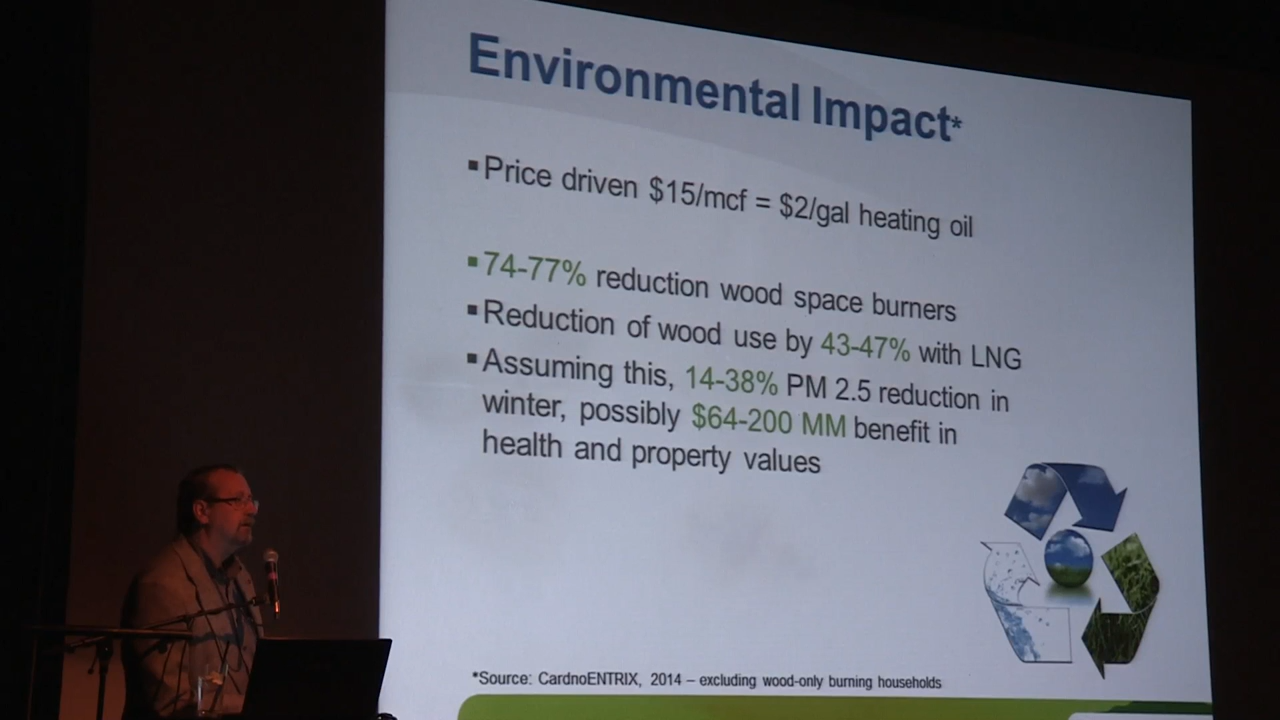 Environmental Impact*
▪Price driven $15/mcf = $2/gal heating oil
▪74-77% reduction wood space burners
▪Reduction of wood use by 43-47% with LNG
▪Assuming this, 14-38% PM 2.5 reduction in
winter, possibly $64-200 MM benefit in
health and property values
*Source: CardnoENTRIX, 2014 – excluding wood-only burning households